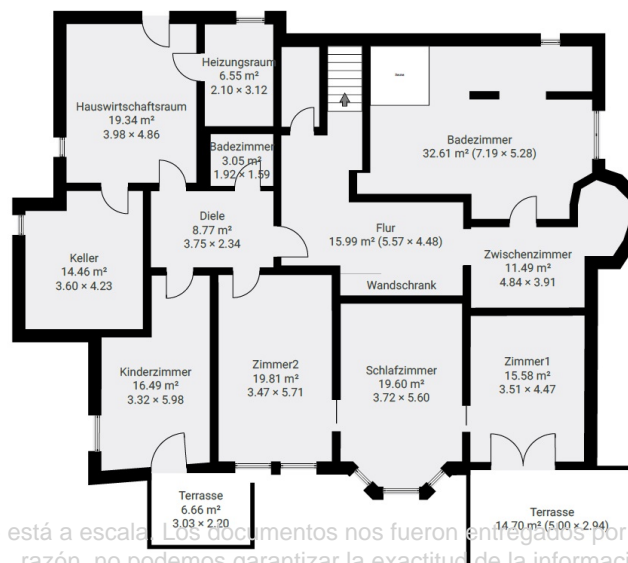 Heizungsraum
6.55 m²
2.10 × 3.12
Hauswirtschaftsraum
19.34 m²
3.98 × 4.86
Badezimmer
32.61 m² (7.19 × 5.28)
Badezimmer
3.05 m²
1.92 × 1.59
Diele
8.77 m²
3.75 × 2.34
Flur
15.99 m² (5.57 × 4.48)
Keller
14.46 m²
3.60 × 4.23
Zwischenzimmer
11.49 m²
4.84 × 3.91
Wandschrank
Kinderzimmer
16.49 m²
3.32 × 5.98
Zimmer2
19.81 m²
3.47 × 5.71
Schlafzimmer
19.60 m²
3.72 × 5.60
Zimmer1
15.58 m²
3.51 × 4.47
Terrasse
6.66 m²
3.03 × 2.20
Terrasse
14.70 m² (5.00 × 2.94)
está a escala. Los documentos nos fueron entregados por
razón, no podemos garantizar la exactitud de la informaci